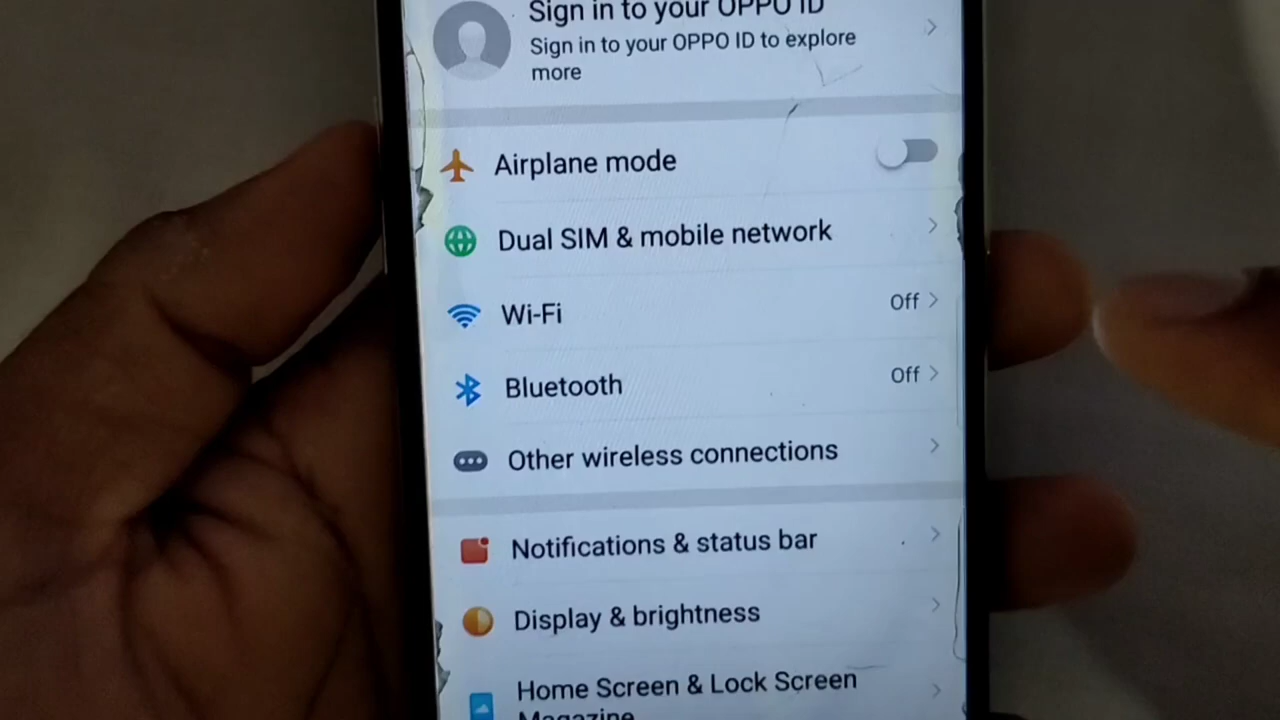 Sign in to your OPPO ID
Sign in to your OPPO ID to explore
more
Airplane mode
Dual SIM & mobile network
Wi-Fi Off
Bluetooth Off
Other wireless connections
Notifications & status bar
Display & brightness
Home Screen & Lock Screen
Magazine